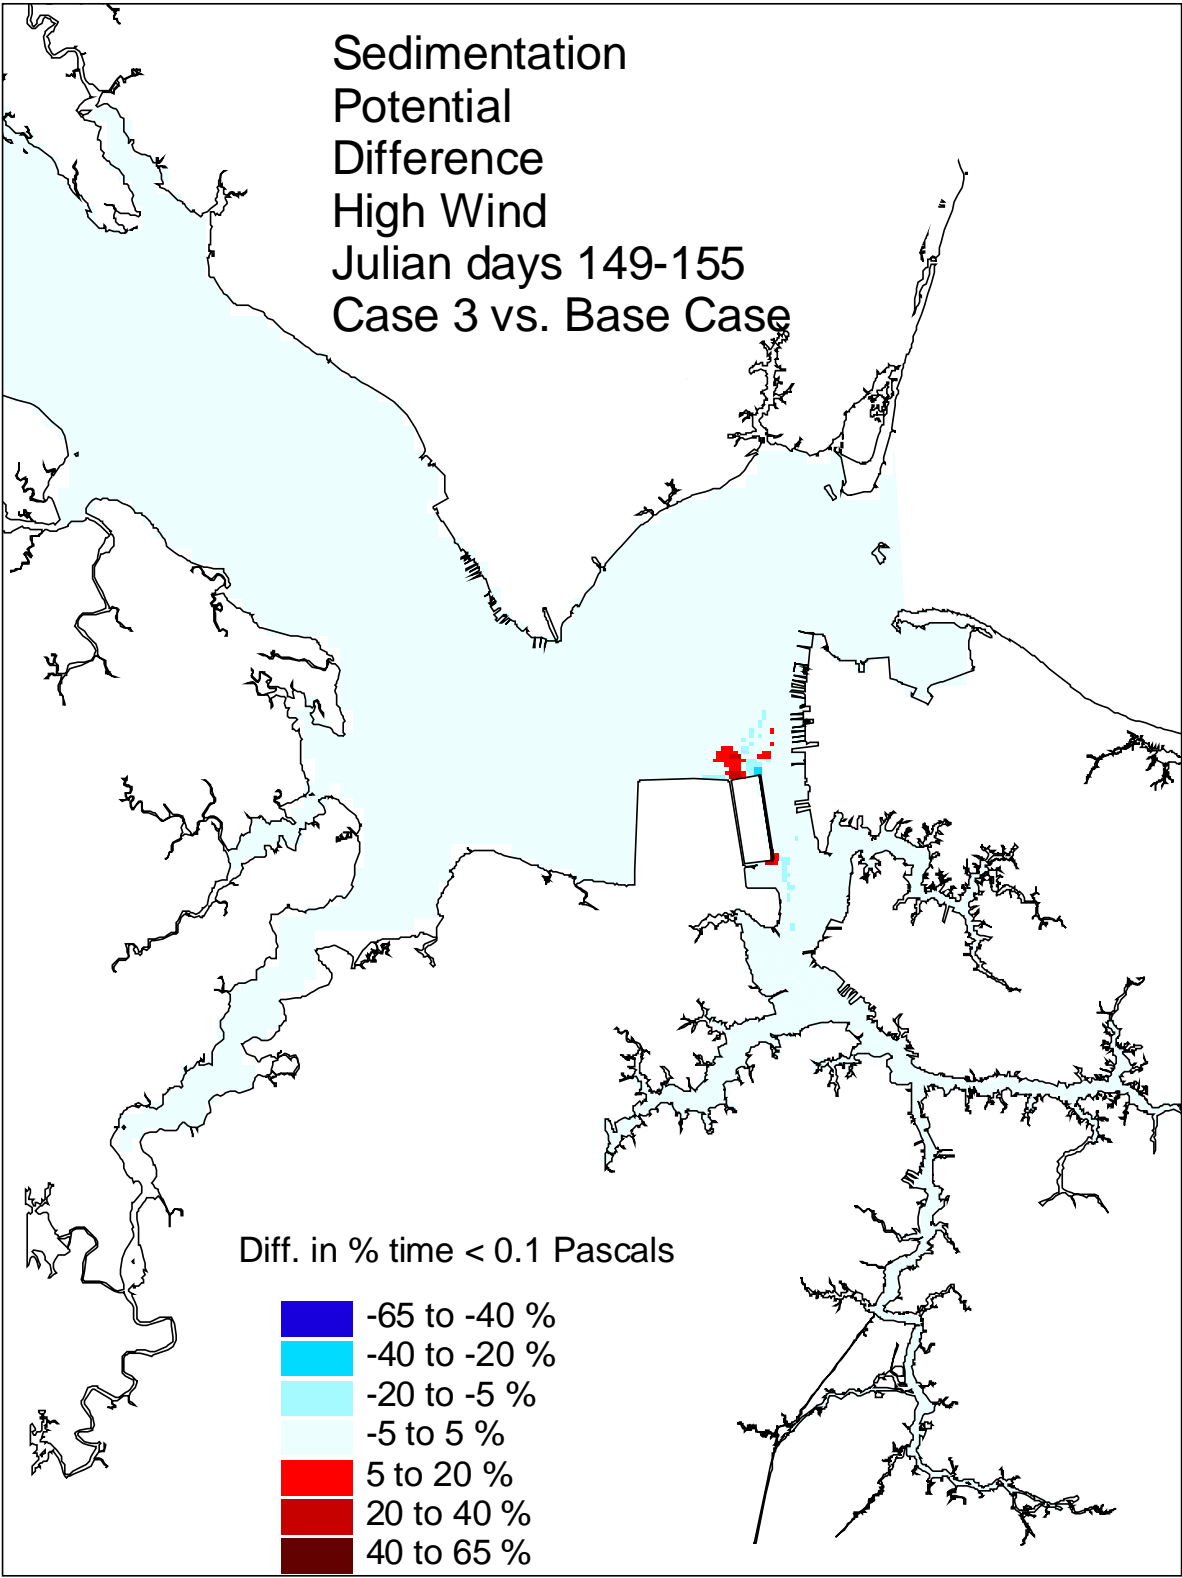 Sedimentation
Potential
Difference
High Wind
Julian days 149-155
Case 3 vs. Base Case
Diff. in % time < 0.1 Pascals
-65 to -40 %
-40 to -20 %
-20 to -5 %
-5 to 5 %
5 to 20 %
20 to 40 %
40 to 65 %